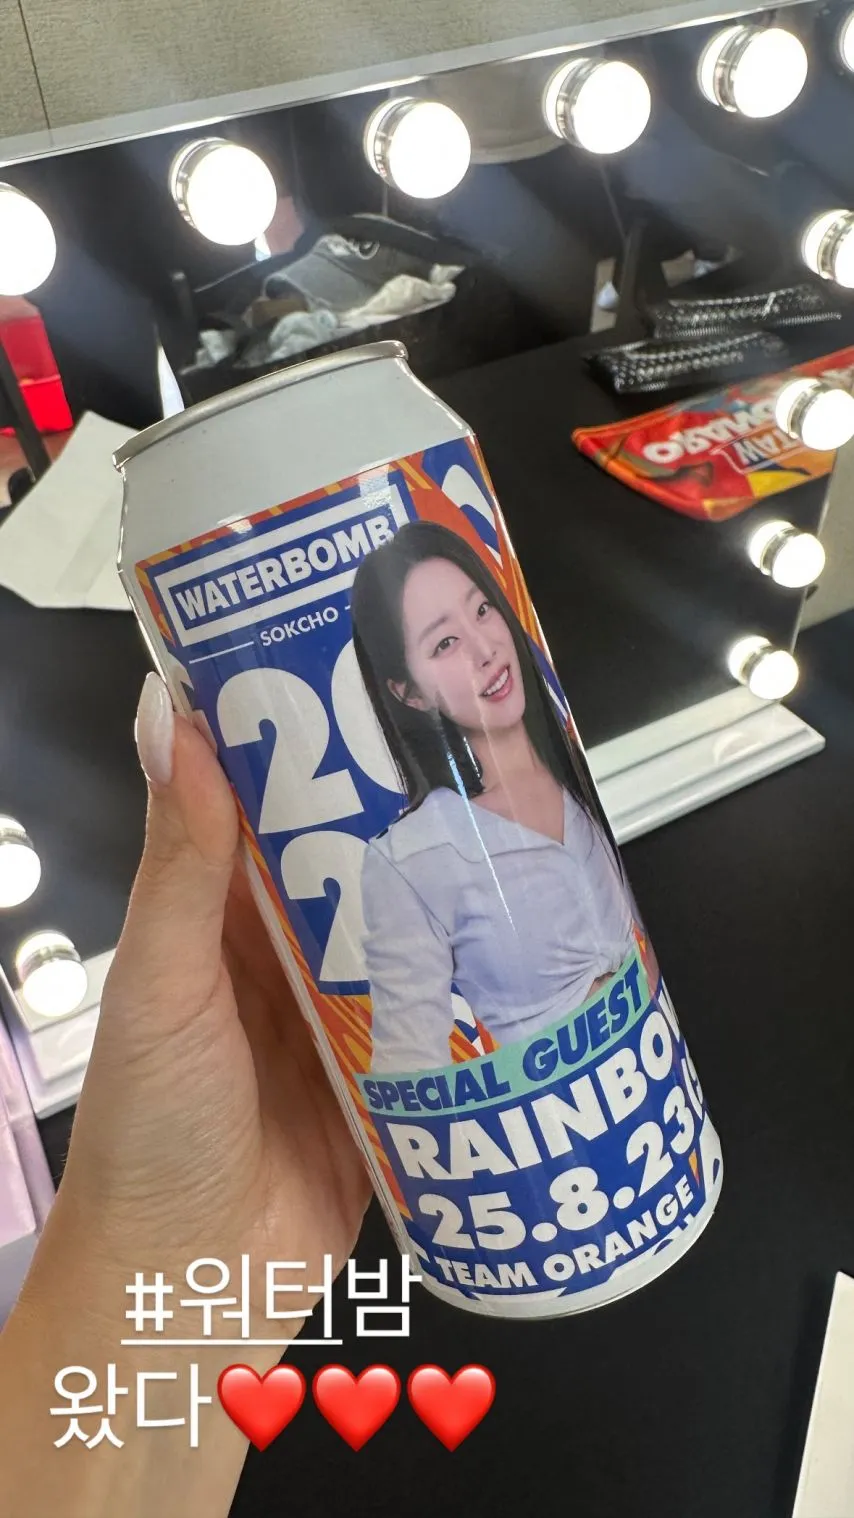 WATERBOMB
SOKCHO
20
2
SPECIAL GUEST
RAINBOW
25.8.23(
TEAM ORANGE
#워터밤
왔다❤️❤️❤️